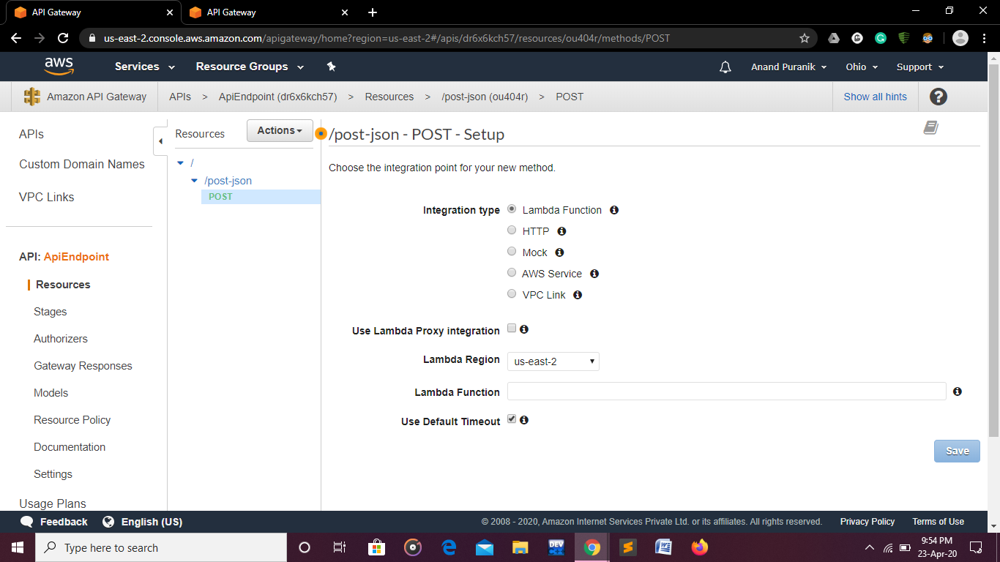 API Gateway
API Gateway
us-east-2.console.aws.amazon.com/apigateway/home?region=us-east-2#/apis/dr6x6kch57/resources/ou404r/methods/POST
aws Services Resource Groups Anand Puranik Ohio Support
Amazon API Gateway APIs > ApiEndpoint (dr6x6kch57) > Resources > /post-json (ou404r) > POST Show all hints ?
APIs
Custom Domain Names
VPC Links
API: ApiEndpoint
Resources
Stages
Authorizers
Gateway Responses
Models
Resource Policy
Documentation
Settings
Usage Plans
Resources Actions
/
/post-json
POST
/post-json - POST - Setup
Choose the integration point for your new method.
Integration type Lambda Function
HTTP
Mock
AWS Service
VPC Link
Use Lambda Proxy integration
Lambda Region us-east-2
Lambda Function
Use Default Timeout
Save
Feedback English (US) © 2008 - 2020, Amazon Internet Services Private Ltd. or its affiliates. All rights reserved. Privacy Policy Terms of Use
Type here to search
DEV
9:54 PM
23-Apr-20